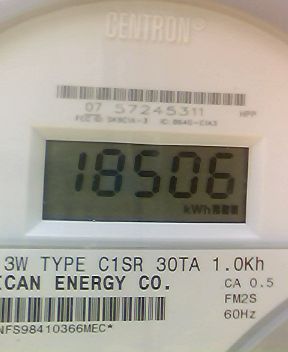 CENTRON®
07 57245311 HPP
18506
kWh
3W TYPE C1SR 30TA 1.0Kh
ICAN ENERGY CO. CA 0.5
FM2S
NFS98410366MEC* 60Hz